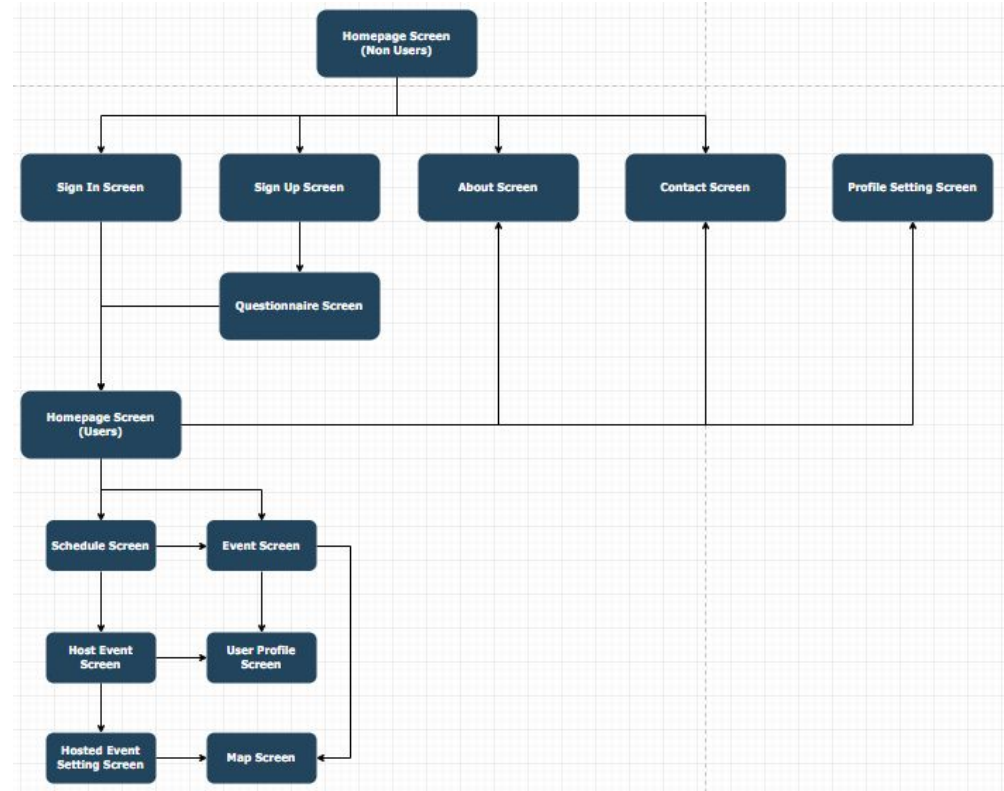 Homepage Screen
(Non Users)
Sign In Screen
Sign Up Screen
About Screen
Contact Screen
Profile Setting Screen
Questionnaire Screen
Homepage Screen
(Users)
Schedule Screen
Event Screen
Host Event
Screen
User Profile
Screen
Hosted Event
Setting Screen
Map Screen